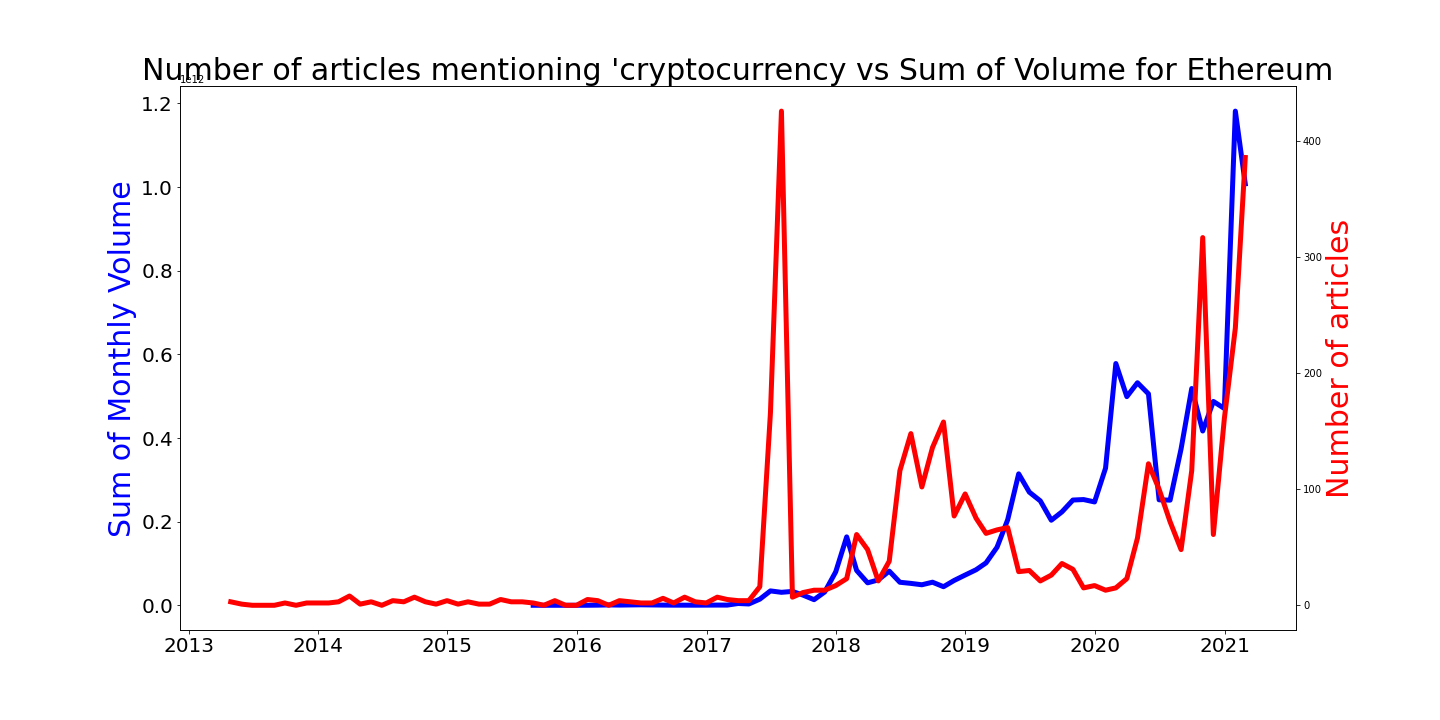 Number of articles mentioning 'cryptocurrency vs Sum of Volume for Ethereum
1e12
1.2
1.0
0.8
0.6
0.4
0.2
0.0
Sum of Monthly Volume
400
300
200
100
0
Number of articles
2013 2014 2015 2016 2017 2018 2019 2020 2021